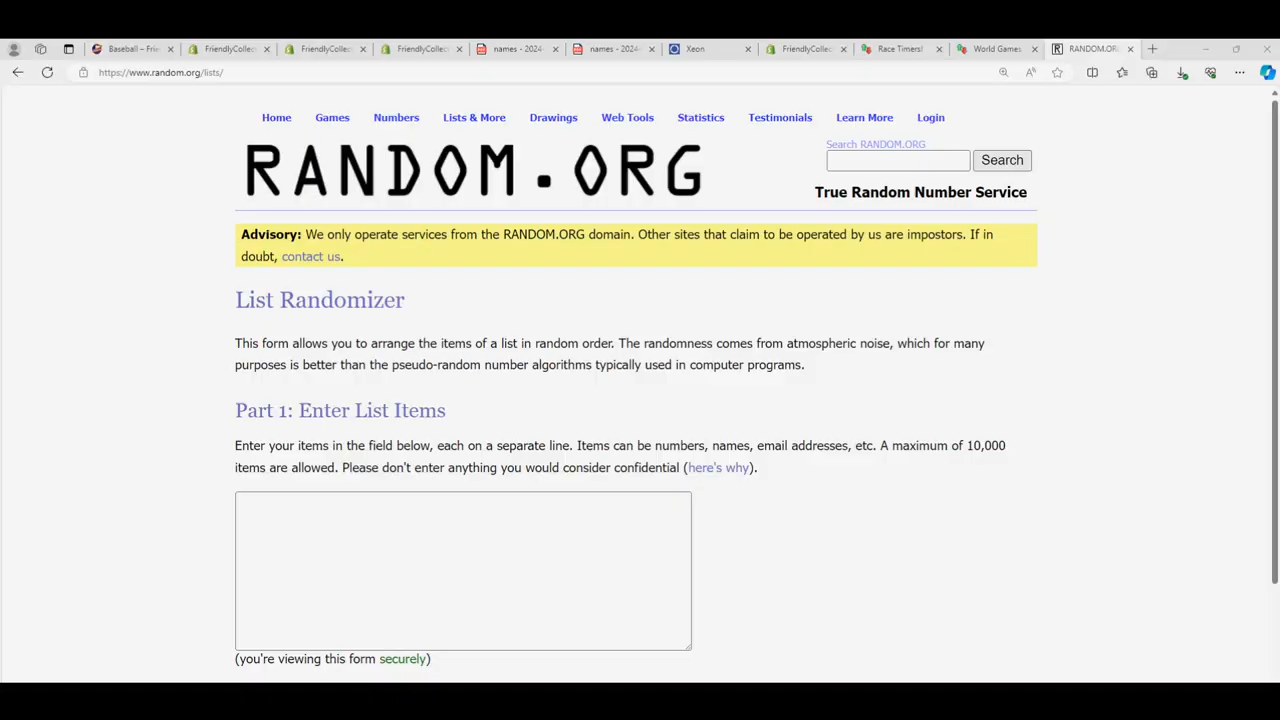 Baseball – Frie
FriendlyCollec
FriendlyCollec
FriendlyCollec
names - 2024-
names - 2024-
Xeon
FriendlyCollec
Race Timers!
World Games
RANDOM.OR
https://www.random.org/lists/
Home Games Numbers Lists & More Drawings Web Tools Statistics Testimonials Learn More Login
RANDOM.ORG
Search RANDOM.ORG
Search
True Random Number Service
Advisory: We only operate services from the RANDOM.ORG domain. Other sites that claim to be operated by us are impostors. If in
doubt, contact us.
List Randomizer
This form allows you to arrange the items of a list in random order. The randomness comes from atmospheric noise, which for many
purposes is better than the pseudo-random number algorithms typically used in computer programs.
Part 1: Enter List Items
Enter your items in the field below, each on a separate line. Items can be numbers, names, email addresses, etc. A maximum of 10,000
items are allowed. Please don't enter anything you would consider confidential (here's why).
(you're viewing this form securely)